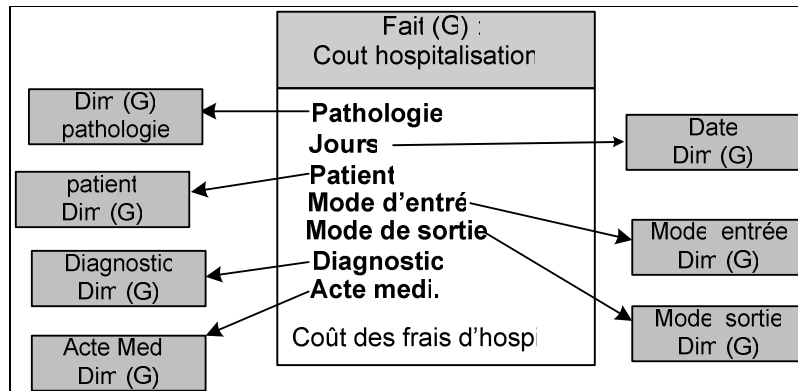 Fait (G) :
Cout hospitalisation
Pathologie
Jours
Patient
Mode d'entré
Mode de sortie
Diagnostic
Acte medi.
Coût des frais d'hospi
Dim (G)
pathologie
patient
Dim (G)
Diagnostic
Dim (G)
Acte Med
Dim (G)
Date
Dim (G)
Mode entrée
Dim (G)
Mode sortie
Dim (G)